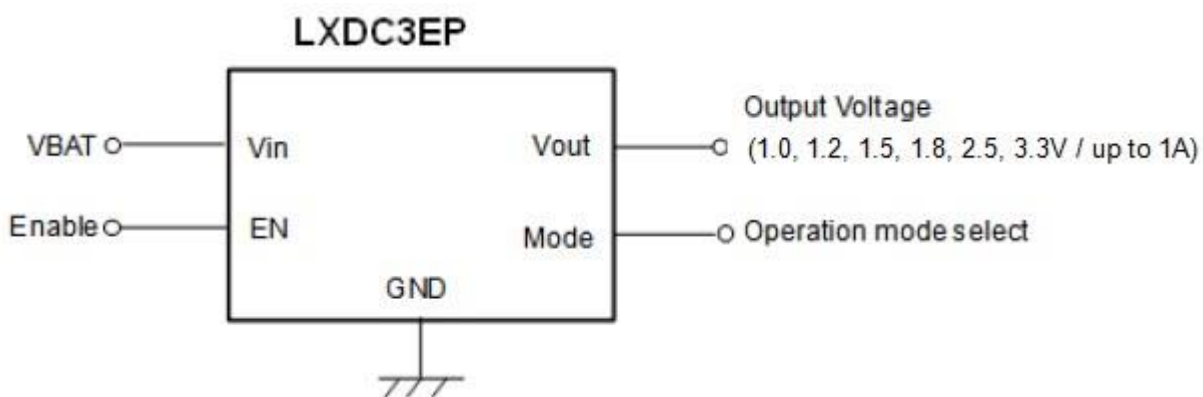 LXDC3EP
Output Voltage
VBAT Vin Vout (1.0, 1.2, 1.5, 1.8, 2.5, 3.3V / up to 1A)
Enable EN Mode Operation mode select
GND